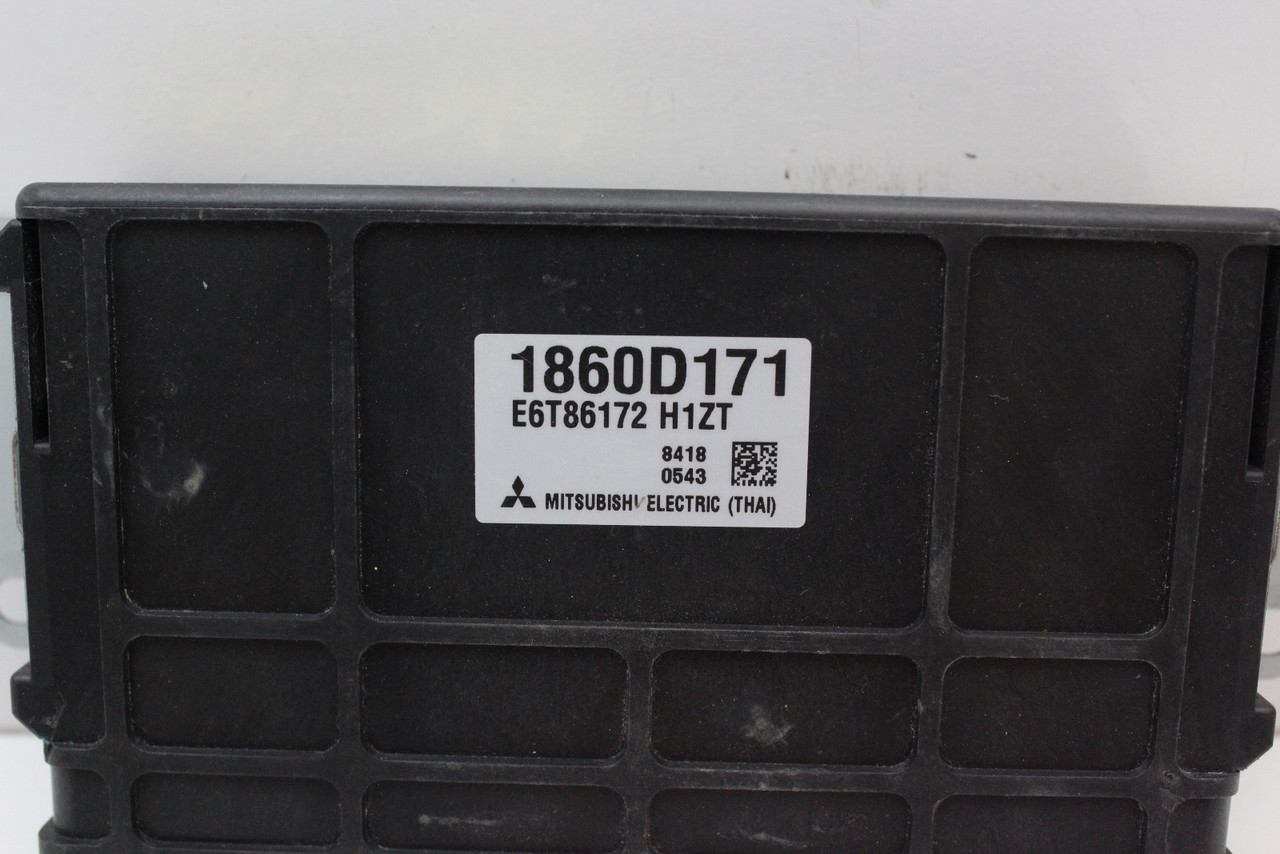 1860D171
E6T86172 H1ZT
8418
0543
MITSUBISHI ELECTRIC (THAI)